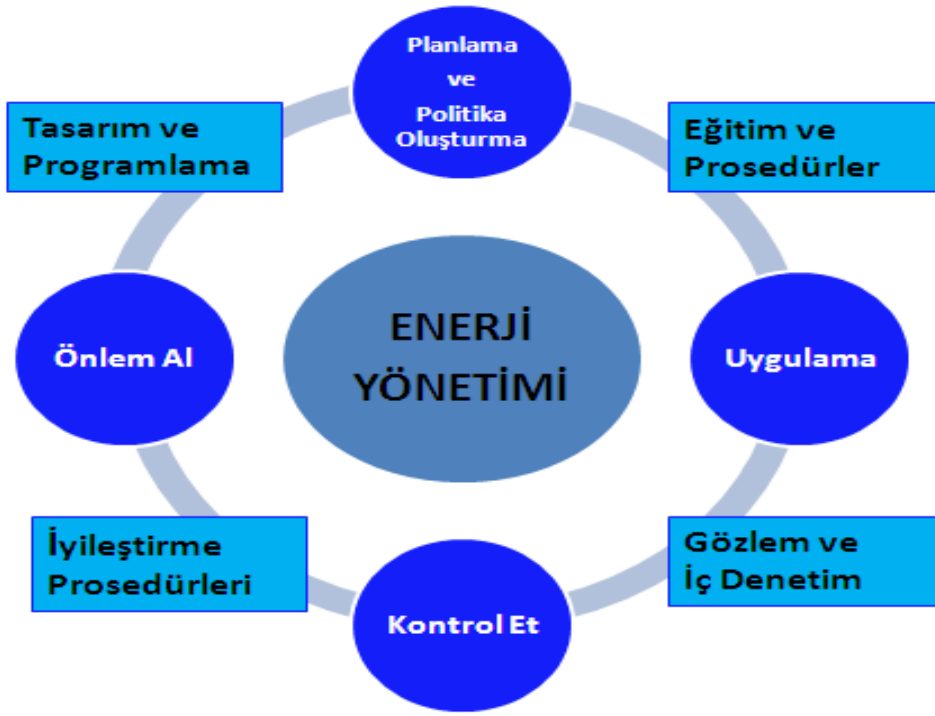 Planlama
ve
Politika
Oluşturma
Tasarım ve
Programlama
Eğitim ve
Prosedürler
Önlem Al
ENERJİ
YÖNETİMİ
Uygulama
İyileştirme
Prosedürleri
Gözlem ve
İç Denetim
Kontrol Et